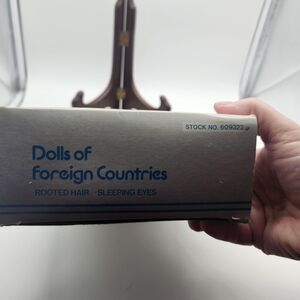 STOCK NO. 609323
Dolls of
Foreign Countries
ROOTED HAIR · SLEEPING EYES